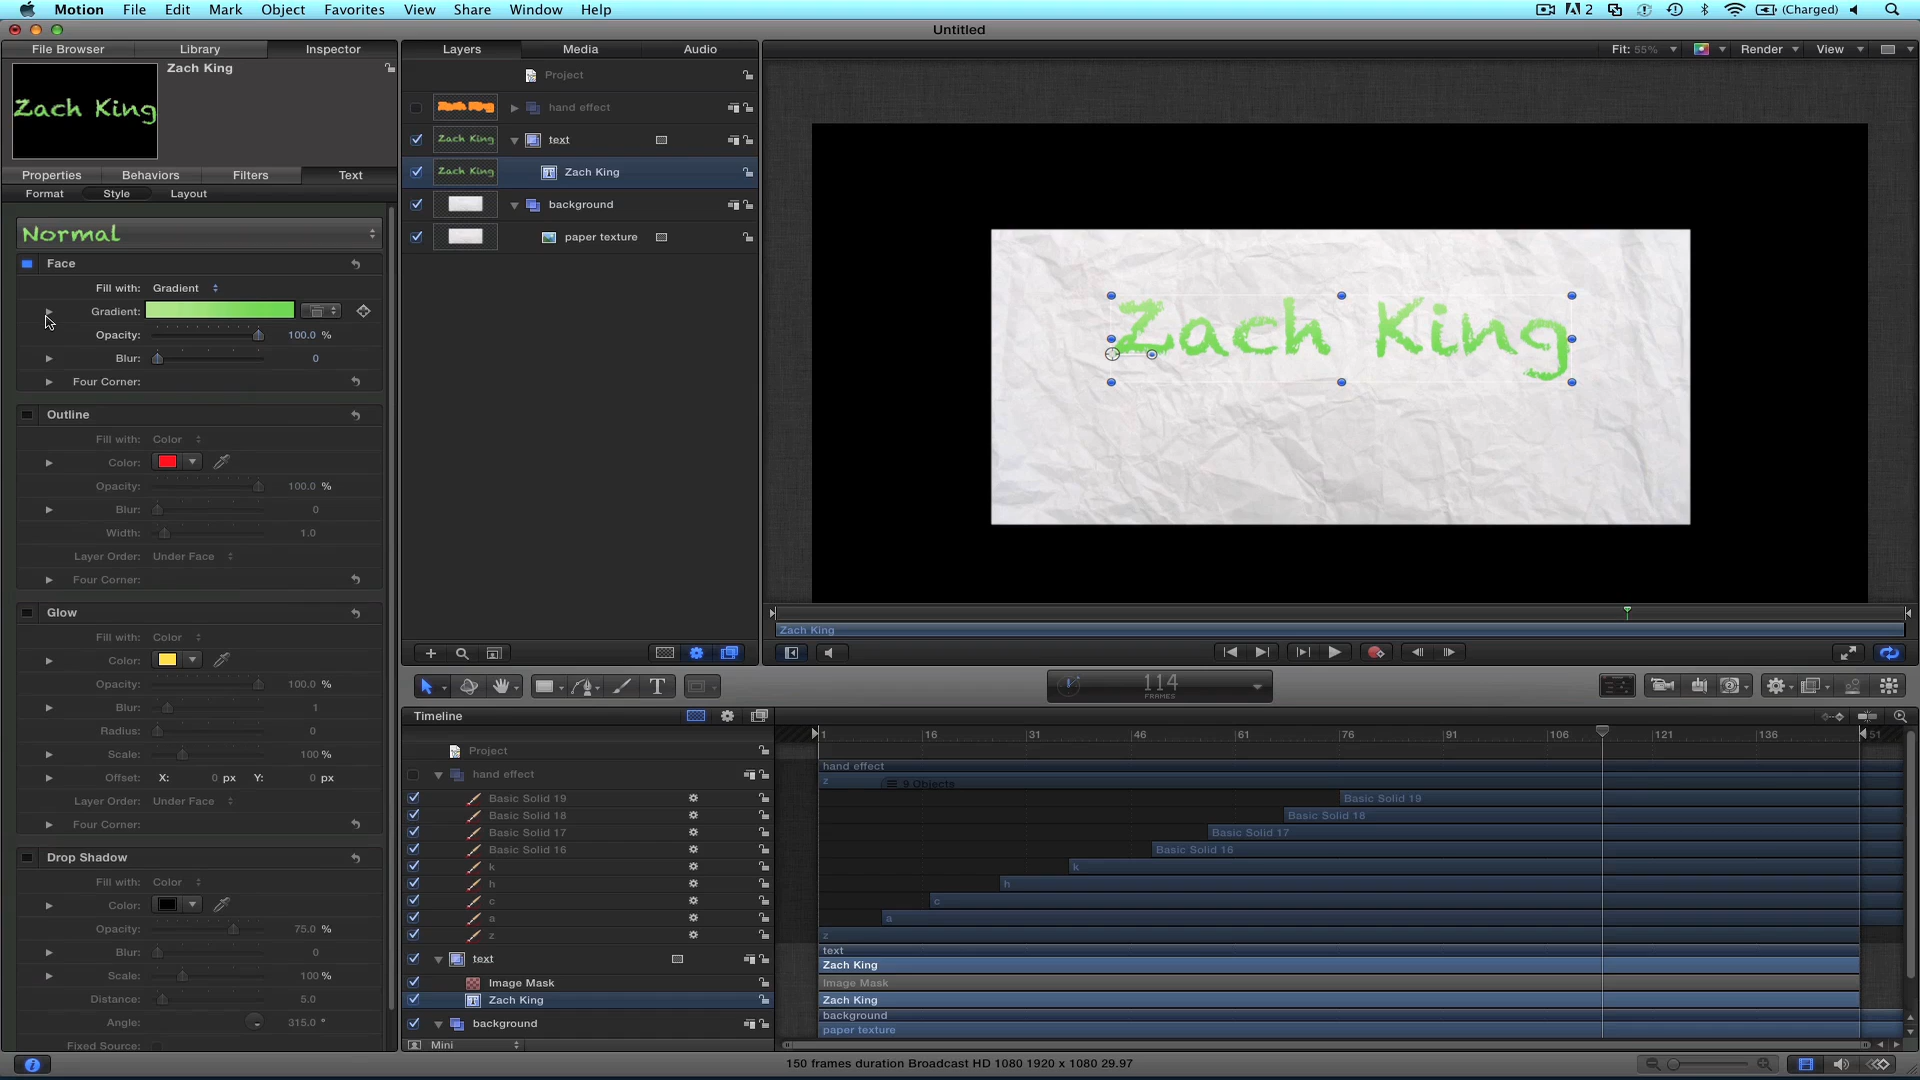 Motion File Edit Mark Object Favorites View Share Window Help
2 (Charged)
Untitled
File Browser Library Inspector
Layers Media Audio
Fit: 55% Render View
Zach King
Zach King
Project
hand effect
Zach King text
Zach King Zach King
background
paper texture
Properties Behaviors Filters Text
Format Style Layout
Normal
Face
Fill with: Gradient
Gradient:
Opacity: 100.0 %
Blur: 0
Four Corner:
Outline
Fill with: Color
Color:
Opacity: 100.0 %
Blur: 0
Width: 1.0
Layer Order: Under Face
Four Corner:
Glow
Fill with: Color
Color:
Opacity: 100.0 %
Blur: 1
Radius: 0
Scale: 100 %
Offset: X: 0 px Y: 0 px
Layer Order: Under Face
Four Corner:
Drop Shadow
Fill with: Color
Color:
Opacity: 75.0 %
Blur: 0
Scale: 100 %
Distance: 5.0
Angle: 315.0 °
Fixed Source:
Zach King
Zach King
114
FRAMES
Timeline
1 16 31 46 61 76 91 106 121 136 51
Project
hand effect
Basic Solid 19
Basic Solid 18
Basic Solid 17
Basic Solid 16
k
h
c
a
z
text
Image Mask
Zach King
background
Mini
hand effect
z
9 Objects
Basic Solid 19
Basic Solid 18
Basic Solid 17
Basic Solid 16
k
h
c
a
z
text
Zach King
Image Mask
Zach King
background
paper texture
150 frames duration Broadcast HD 1080 1920 x 1080 29.97